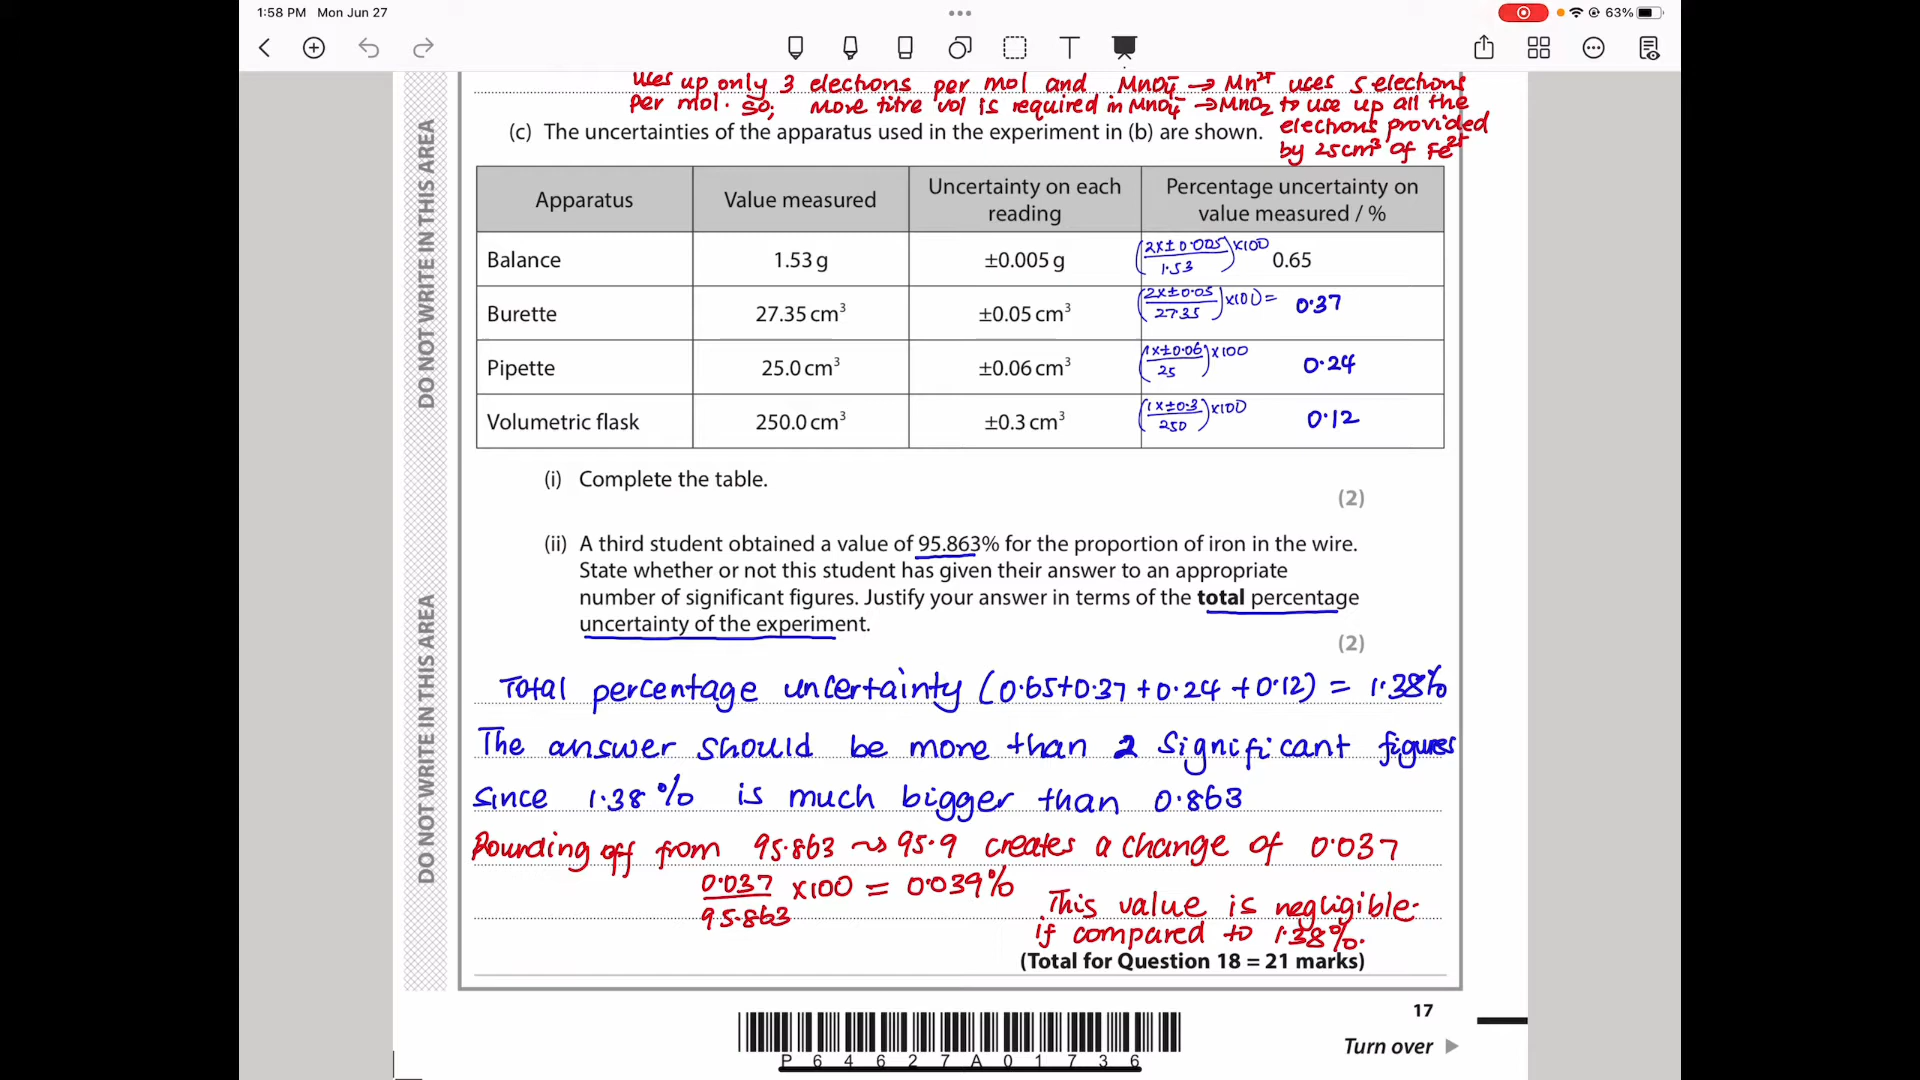 1:58 PM Mon Jun 27
63%
uses up only 3 electrons per mol and MnO₄⁻ → Mn²⁺ uses 5 electrons
per mol. So; more titre vol is required in MnO₄⁻ → MnO₂ to use up all the
electrons provided
by 25cm³ of Fe²⁺
(c) The uncertainties of the apparatus used in the experiment in (b) are shown.
Apparatus Value measured Uncertainty on each reading Percentage uncertainty on value measured / %
Balance 1.53 g ±0.005 g (2x±0.005/1.53)x100 0.65
Burette 27.35 cm³ ±0.05 cm³ (2x±0.05/27.35)x100= 0.37
Pipette 25.0 cm³ ±0.06 cm³ (1x±0.06/25)x100 0.24
Volumetric flask 250.0 cm³ ±0.3 cm³ (1x±0.3/250)x100 0.12
(i) Complete the table.
(2)
(ii) A third student obtained a value of 95.863% for the proportion of iron in the wire.
State whether or not this student has given their answer to an appropriate
number of significant figures. Justify your answer in terms of the total percentage
uncertainty of the experiment.
(2)
Total percentage uncertainty (0.65+0.37+0.24+0.12) = 1.38%
The answer should be more than 2 significant figures
since 1.38% is much bigger than 0.863
Rounding off from 95.863 ~> 95.9 creates a change of 0.037
0.037/95.863 x100 = 0.039%
This value is negligible
if compared to 1.38%.
(Total for Question 18 = 21 marks)
17
Turn over
P64627A01736
DO NOT WRITE IN THIS AREA
DO NOT WRITE IN THIS AREA